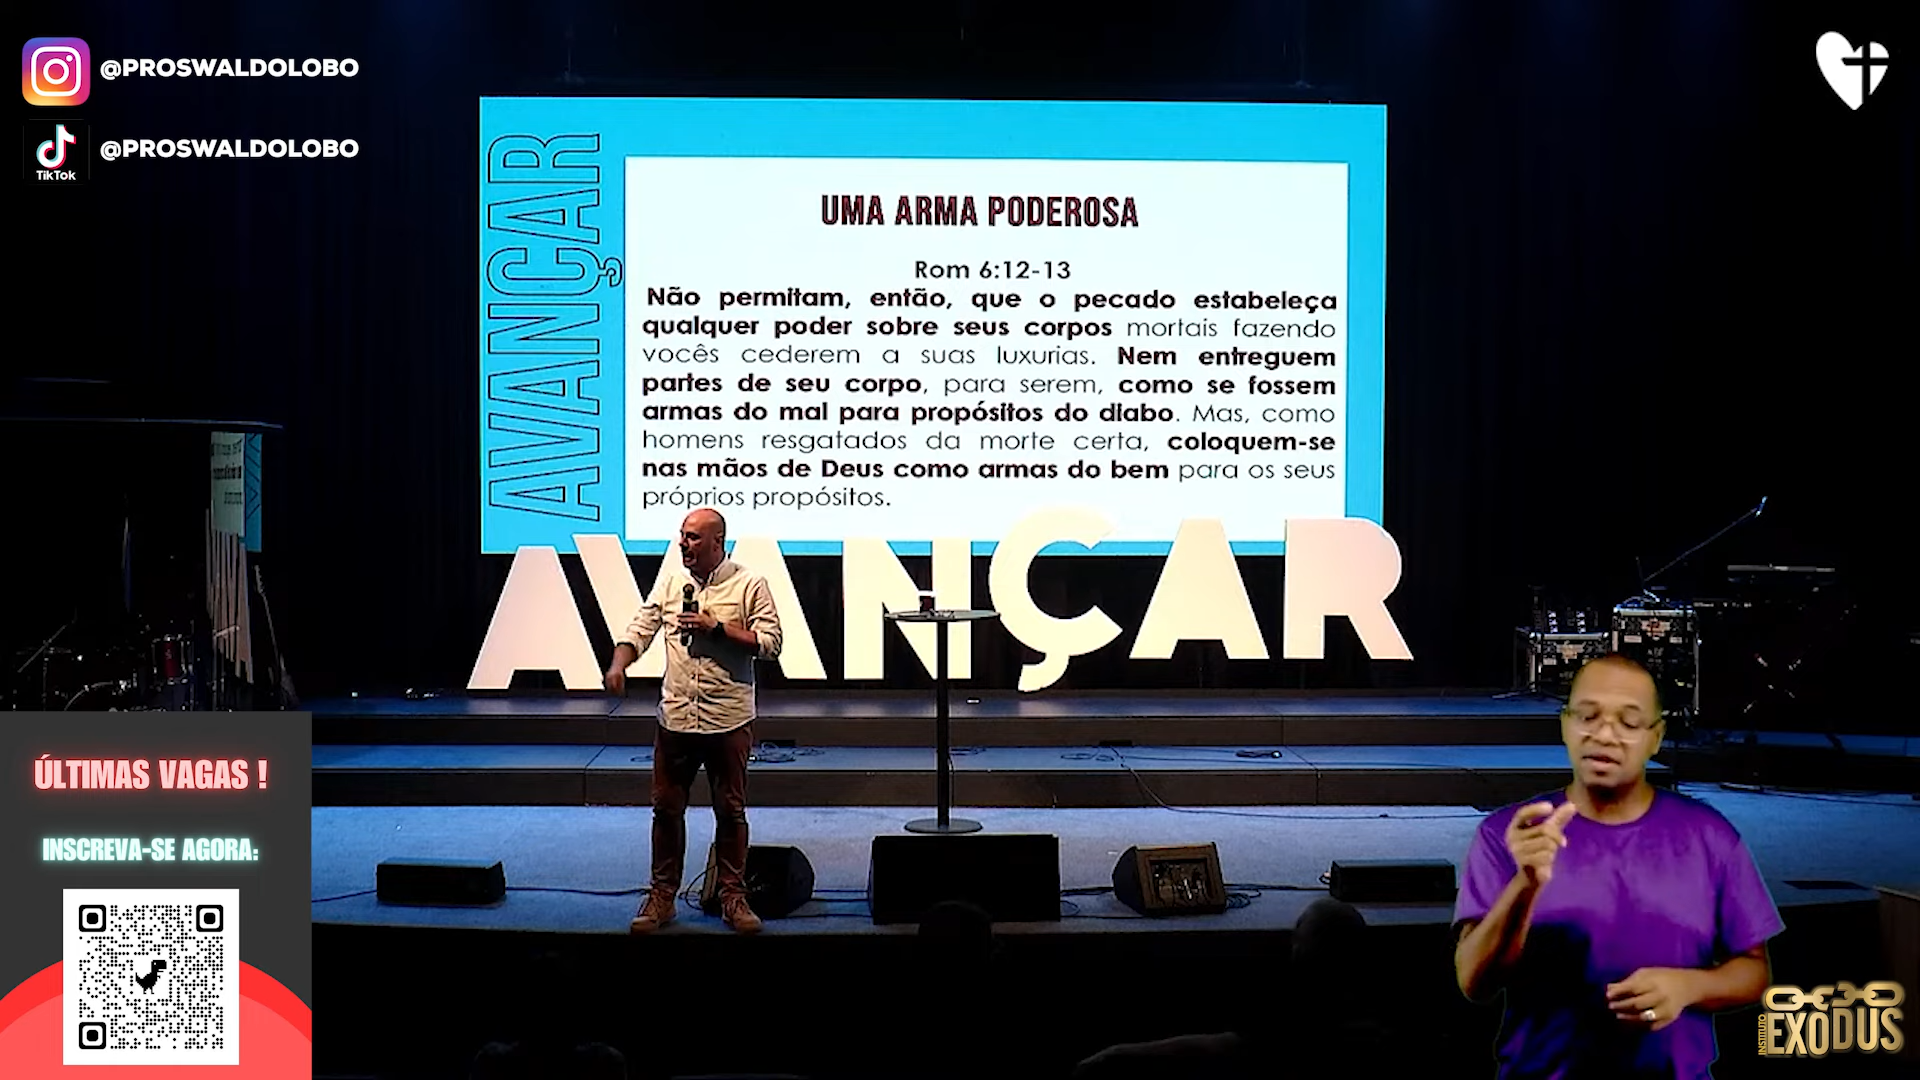 @PROSWALDOLOBO
TikTok
@PROSWALDOLOBO
AVANÇAR
UMA ARMA PODEROSA
Rom 6:12-13
Não permitam, então, que o pecado estabeleça
qualquer poder sobre seus corpos mortais fazendo
vocês cederem a suas luxurias. Nem entreguem
partes de seu corpo, para serem, como se fossem
armas do mal para propósitos do diabo. Mas, como
homens resgatados da morte certa, coloquem-se
nas mãos de Deus como armas do bem para os seus
próprios propósitos.
AVANÇAR
ÚLTIMAS VAGAS !
INSCREVA-SE AGORA:
INSTITUTO
EXODUS